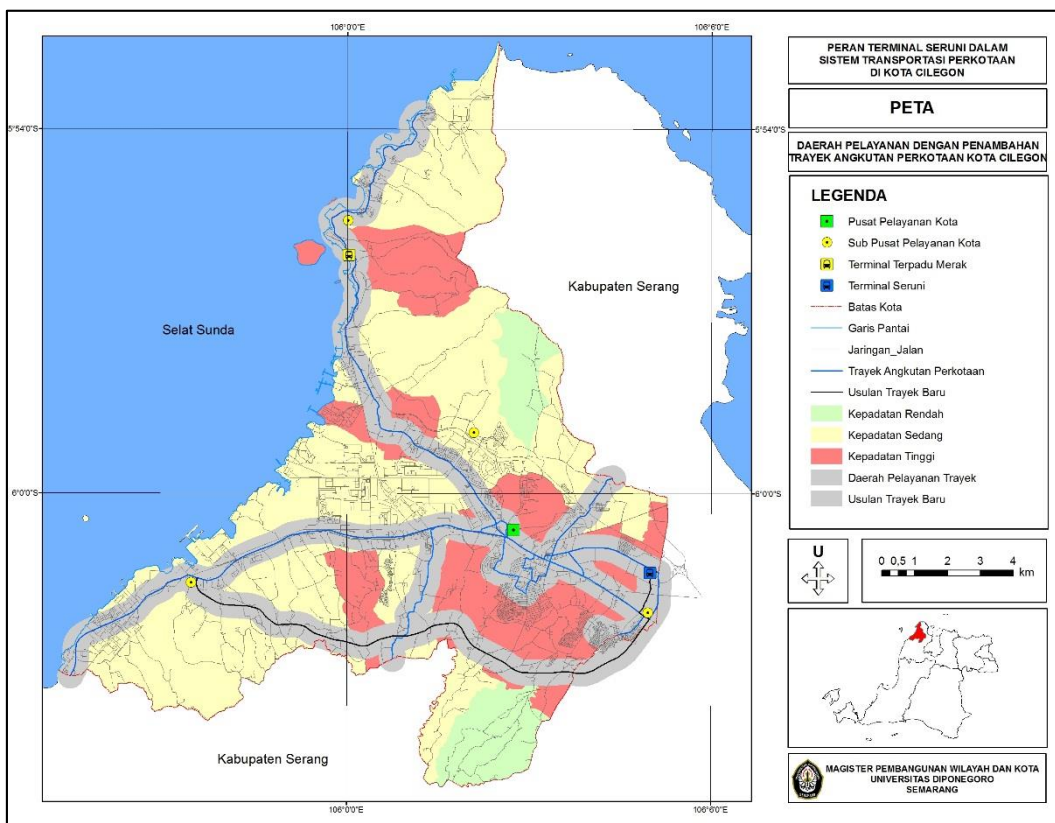 106°0'0"E
106°6'0"E
5°54'0"S
5°54'0"S
Kabupaten Serang
Selat Sunda
6°0'0"S
6°0'0"S
Kabupaten Serang
106°0'0"E
106°6'0"E
PERAN TERMINAL SERUNI DALAM
SISTEM TRANSPORTASI PERKOTAAN
DI KOTA CILEGON
PETA
DAERAH PELAYANAN DENGAN PENAMBAHAN
TRAYEK ANGKUTAN PERKOTAAN KOTA CILEGON
LEGENDA
Pusat Pelayanan Kota
Sub Pusat Pelayanan Kota
Terminal Terpadu Merak
Terminal Seruni
Batas Kota
Garis Pantai
Jaringan_Jalan
Trayek Angkutan Perkotaan
Usulan Trayek Baru
Kepadatan Rendah
Kepadatan Sedang
Kepadatan Tinggi
Daerah Pelayanan Trayek
Usulan Trayek Baru
U
0 0,5 1 2 3 4
km
MAGISTER PEMBANGUNAN WILAYAH DAN KOTA
UNIVERSITAS DIPONEGORO
SEMARANG